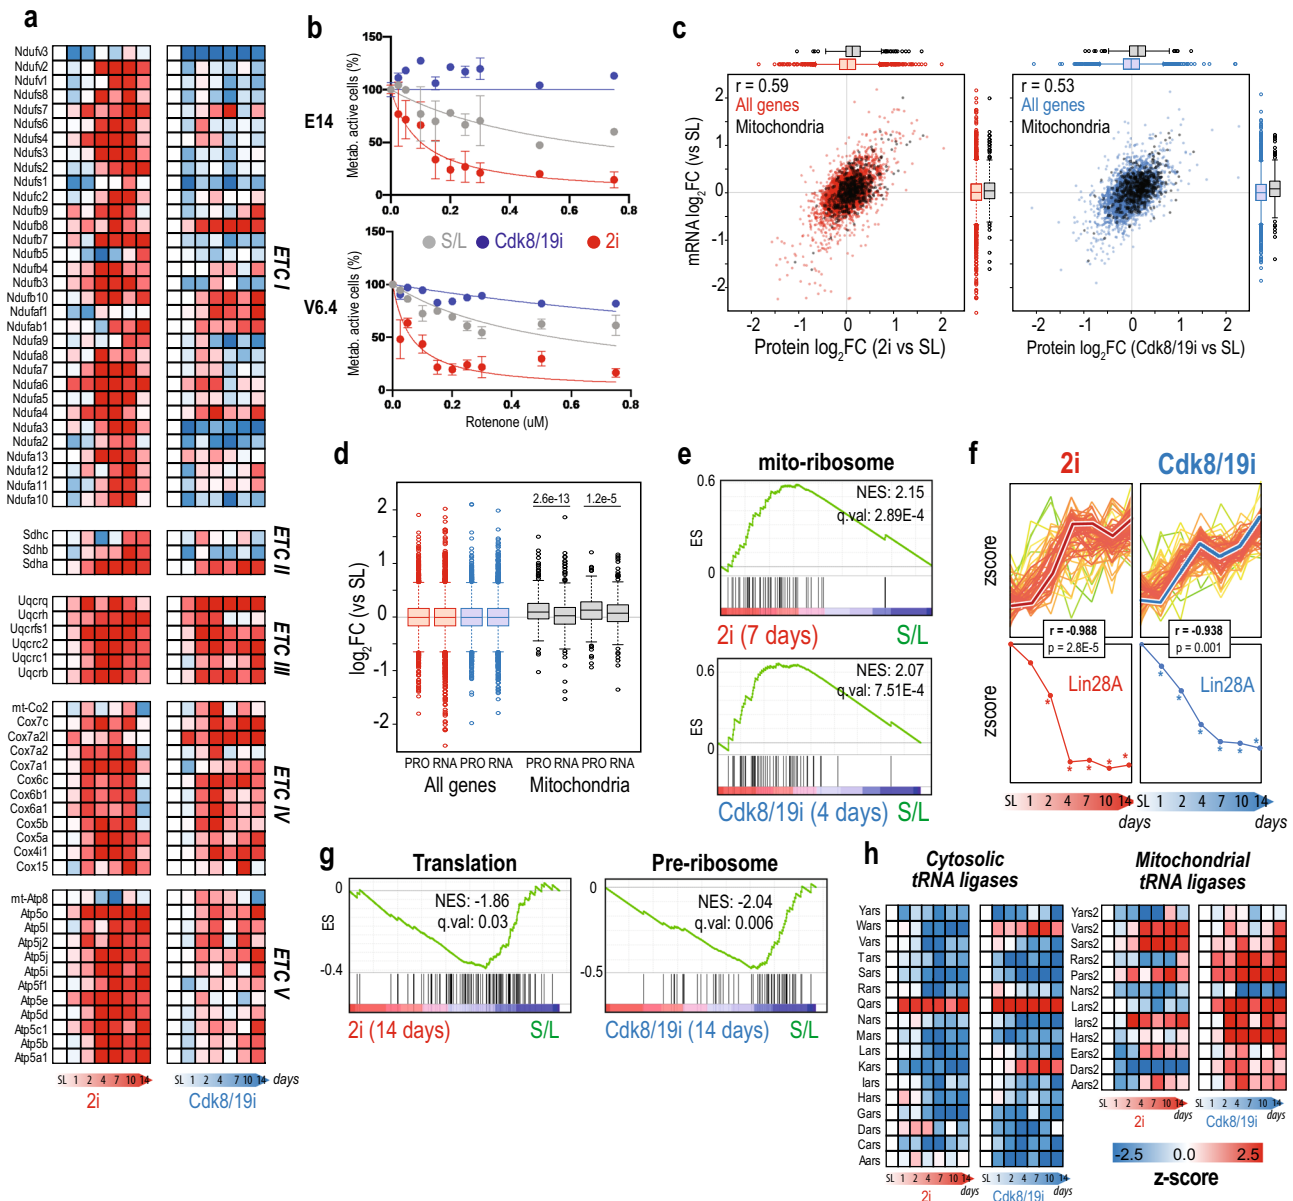 a
Ndufv3
Ndufv2
Ndufv1
Ndufs8
Ndufs7
Ndufs6
Ndufs4
Ndufs3
Ndufs2
Ndufs1
Ndufc2
Ndufb9
Ndufb8
Ndufb7
Ndufb5
Ndufb4
Ndufb3
Ndufb10
Ndufaf1
Ndufab1
Ndufa9
Ndufa8
Ndufa7
Ndufa6
Ndufa5
Ndufa4
Ndufa3
Ndufa2
Ndufa13
Ndufa12
Ndufa11
Ndufa10
ETC I
Sdhc
Sdhb
Sdha
ETC II
Uqcrq
Uqcrh
Uqcrfs1
Uqcrc2
Uqcrc1
Uqcrb
ETC III
mt-Co2
Cox7c
Cox7a2l
Cox7a2
Cox7a1
Cox6c
Cox6b1
Cox6a1
Cox5b
Cox5a
Cox4i1
Cox15
ETC IV
mt-Atp8
Atp5o
Atp5l
Atp5j2
Atp5j
Atp5i
Atp5f1
Atp5e
Atp5d
Atp5c1
Atp5b
Atp5a1
ETC V
SL 1 2 4 7 10 14
SL 1 2 4 7 10 14 days
2i
Cdk8/19i
b
E14
Metab. active cells (%)
150
100
50
0
0.0 0.2 0.4 0.6 0.8
S/L Cdk8/19i 2i
V6.4
Metab. active cells (%)
150
100
50
0
0.0 0.2 0.4 0.6 0.8
Rotenone (uM)
c
r = 0.59
All genes
Mitochondria
mRNA log2FC (vs SL)
2
1
0
-1
-2
-2 -1 0 1 2
Protein log2FC (2i vs SL)
r = 0.53
All genes
Mitochondria
-2 -1 0 1 2
Protein log2FC (Cdk8/19i vs SL)
d
log2FC (vs SL)
2
1
0
-1
-2
2.6e-13 1.2e-5
PRO RNA PRO RNA PRO RNA PRO RNA
All genes Mitochondria
e
mito-ribosome
0.6
ES
0
NES: 2.15
q.val: 2.89E-4
2i (7 days) S/L
0.6
ES
0
NES: 2.07
q.val: 7.51E-4
Cdk8/19i (4 days) S/L
f
2i Cdk8/19i
zscore
r = -0.988
p = 2.8E-5
r = -0.938
p = 0.001
zscore
Lin28A
*
*
*
*
*
Lin28A
*
*
*
*
*
*
SL 1 2 4 7 10 14
days
SL 1 2 4 7 10 14
days
g
Translation
0
ES
-0.4
NES: -1.86
q.val: 0.03
2i (14 days) S/L
Pre-ribosome
0
-0.5
NES: -2.04
q.val: 0.006
Cdk8/19i (14 days) S/L
h
Cytosolic
tRNA ligases
Yars
Wars
Vars
Tars
Sars
Rars
Qars
Nars
Mars
Lars
Kars
Iars
Hars
Gars
Dars
Cars
Aars
SL 1 2 4 7 10 14
days
2i
SL 1 2 4 7 10 14
days
Cdk8/19i
Mitochondrial
tRNA ligases
Yars2
Vars2
Sars2
Rars2
Pars2
Nars2
Lars2
Iars2
Hars2
Ears2
Dars2
Aars2
SL 1 2 4 7 10 14
days
2i
SL 1 2 4 7 10 14
days
Cdk8/19i
-2.5 0.0 2.5
z-score